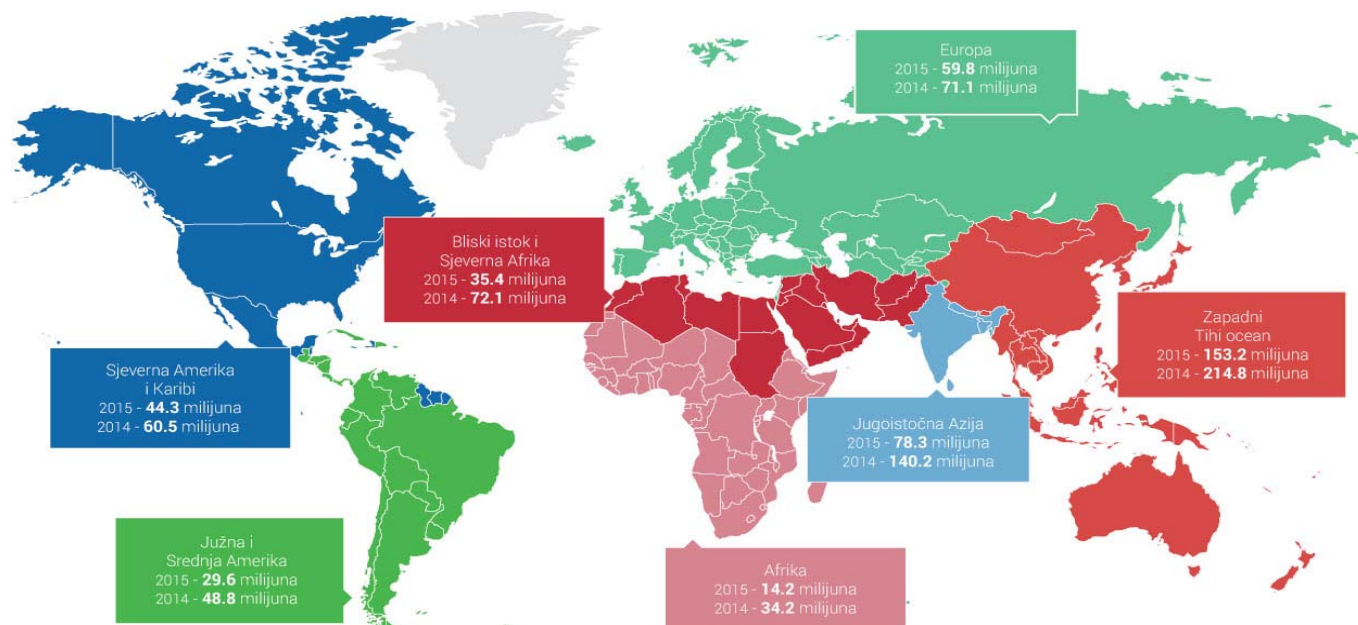 Europa
2015 - 59.8 milijuna
2014 - 71.1 milijuna
Bliski istok i
Sjeverna Afrika
2015 - 35.4 milijuna
2014 - 72.1 milijuna
Zapadni
Tihi ocean
2015 - 153.2 milijuna
2014 - 214.8 milijuna
Sjeverna Amerika
i Karibi
2015 - 44.3 milijuna
2014 - 60.5 milijuna
Jugoistočna Azija
2015 - 78.3 milijuna
2014 - 140.2 milijuna
Južna i
Srednja Amerika
2015 - 29.6 milijuna
2014 - 48.8 milijuna
Afrika
2015 - 14.2 milijuna
2014 - 34.2 milijuna